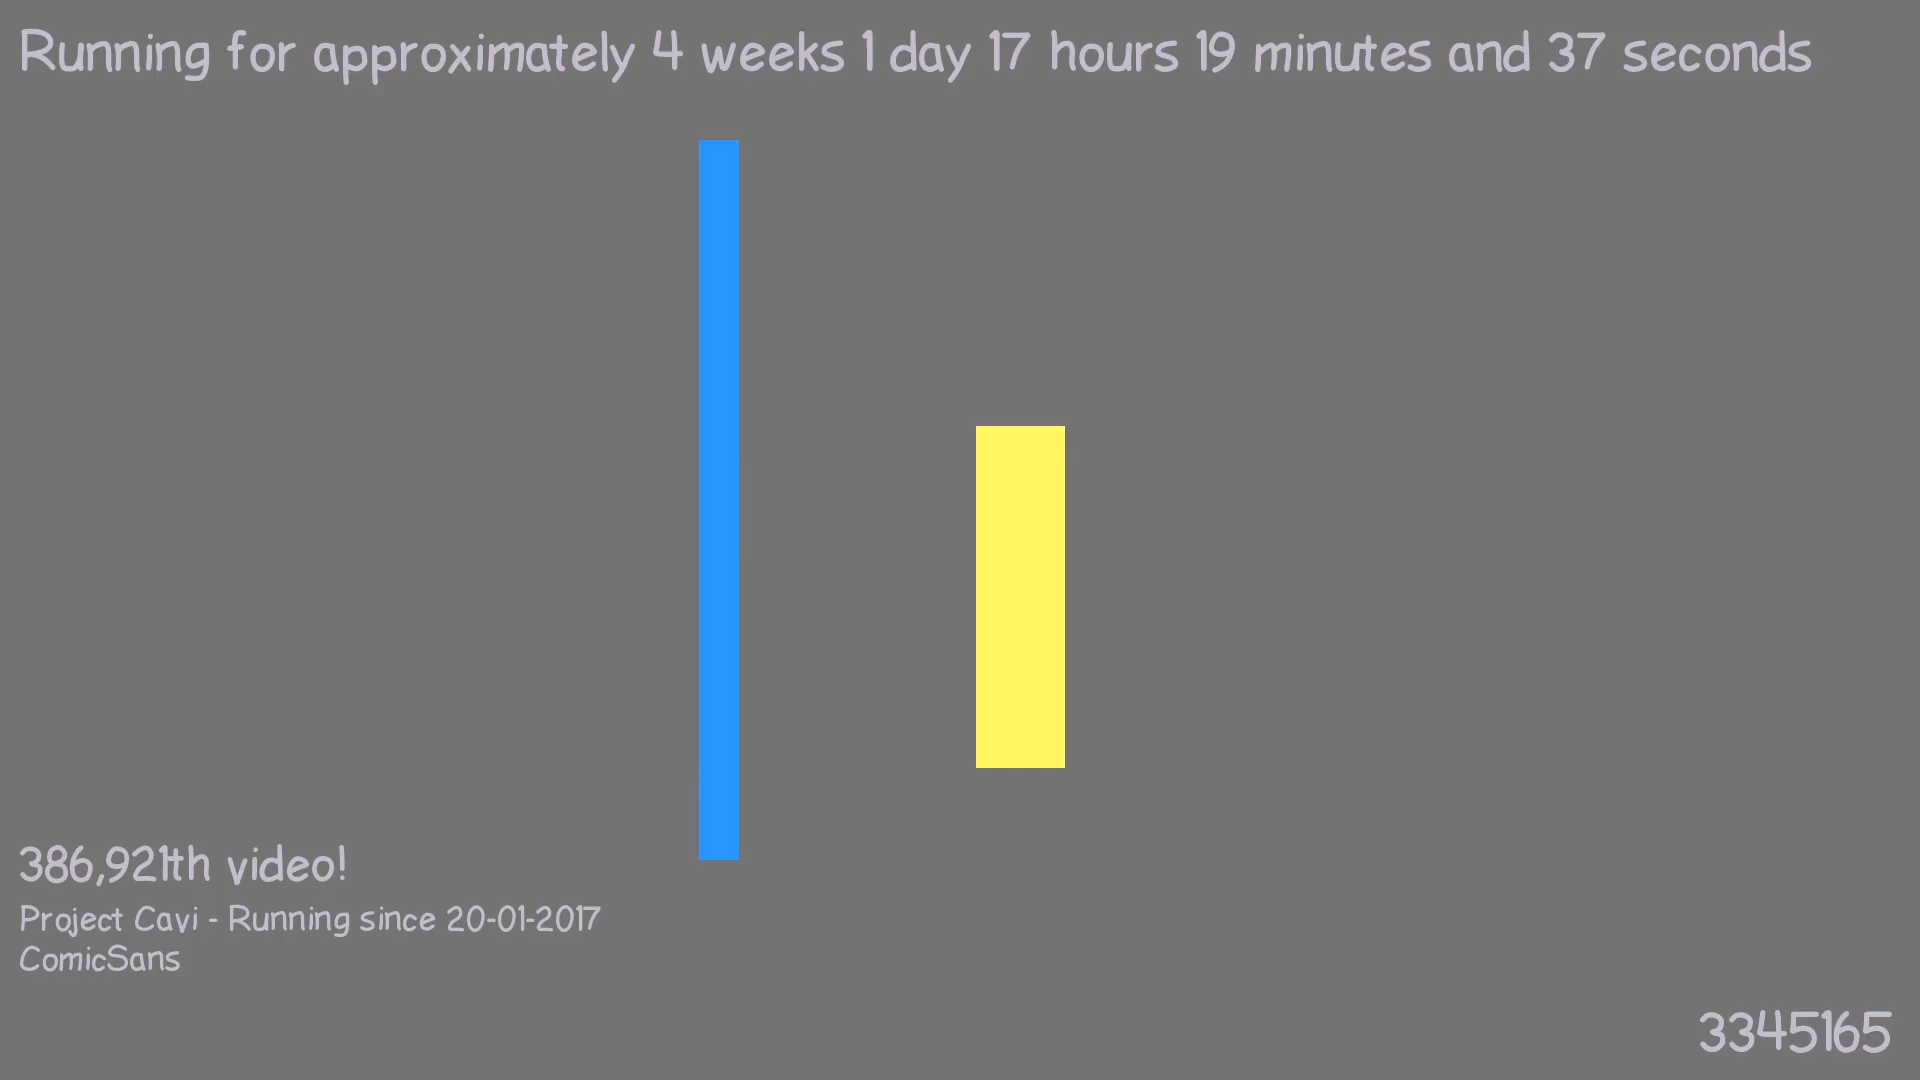 Running for approximately 4 weeks 1 day 17 hours 19 minutes and 37 seconds
386,921th video!
Project Cavi - Running since 20-01-2017
ComicSans
3345165